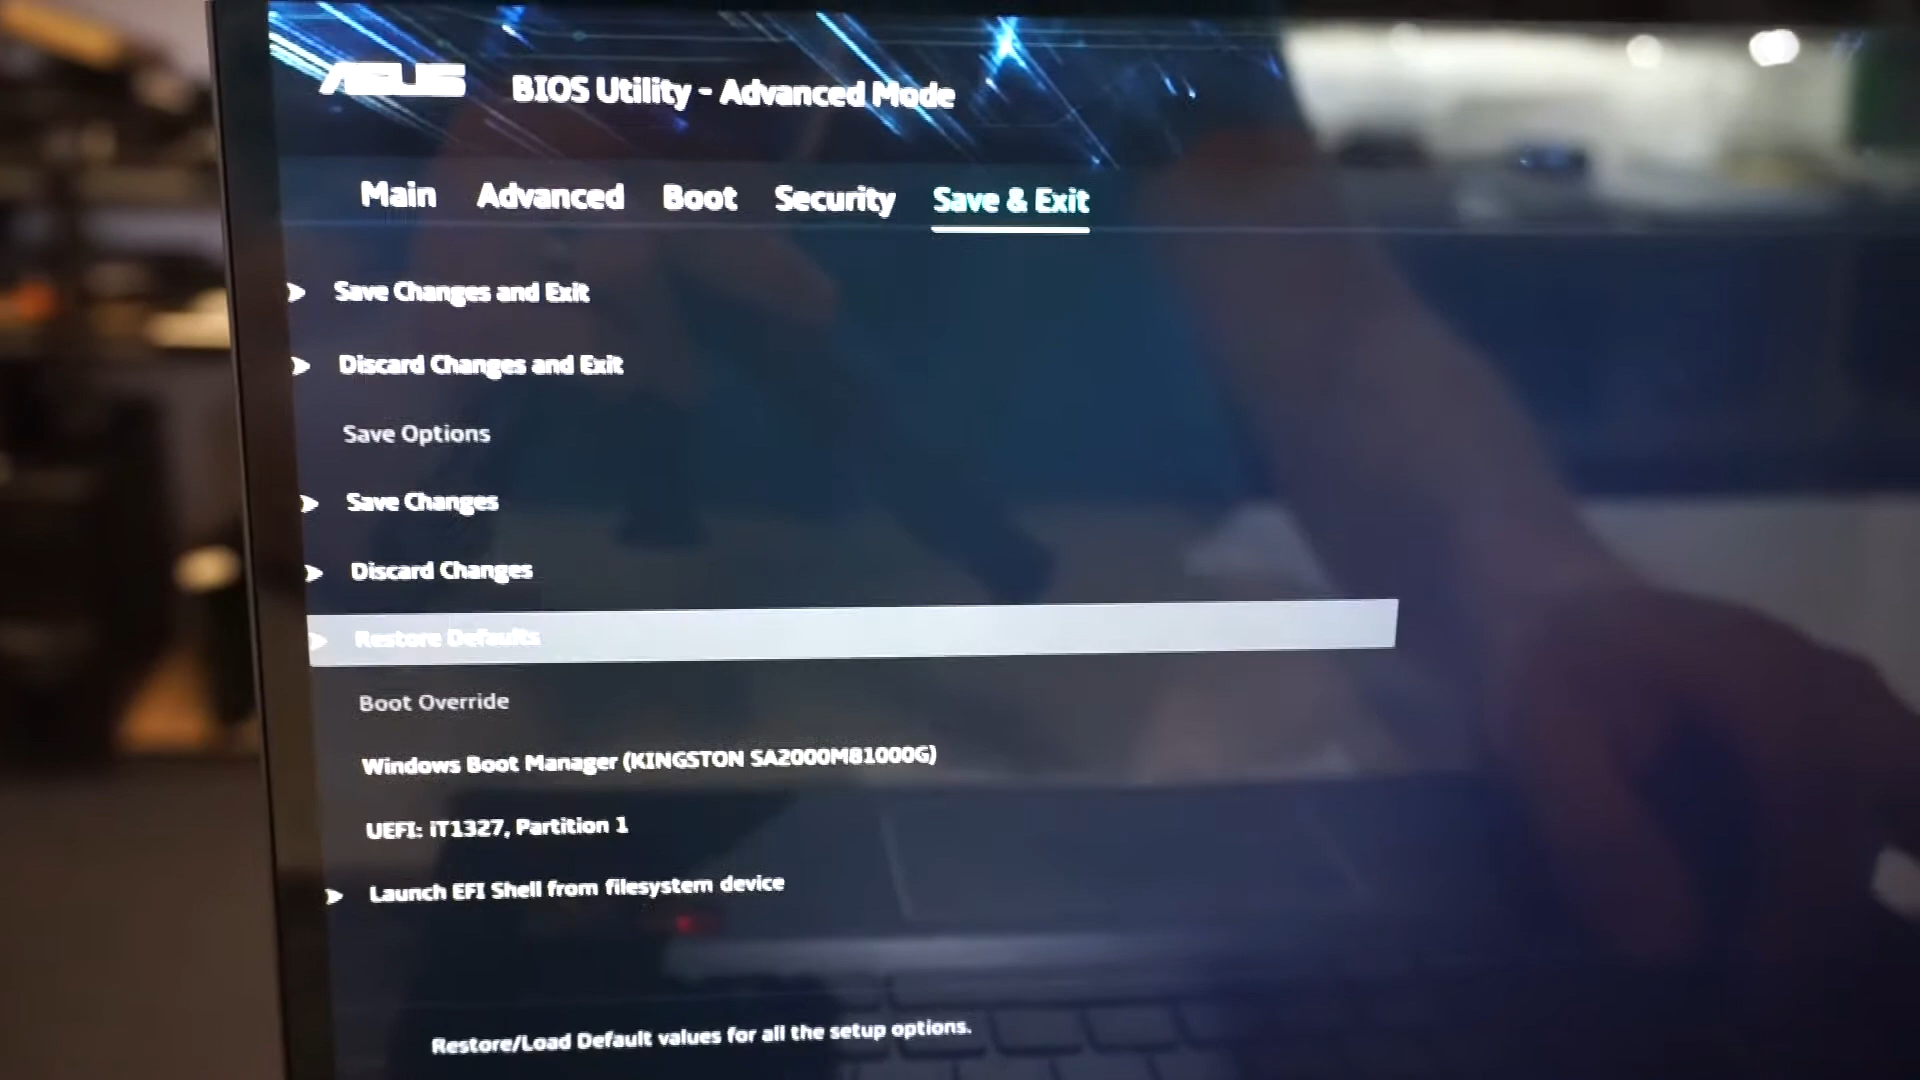 ASUS BIOS Utility - Advanced Mode
Main Advanced Boot Security Save & Exit
Save Changes and Exit
Discard Changes and Exit
Save Options
Save Changes
Discard Changes
Restore Defaults
Boot Override
Windows Boot Manager (KINGSTON SA2000M81000G)
UEFI: iT1327, Partition 1
Launch EFI Shell from filesystem device
Restore/Load Default values for all the setup options.